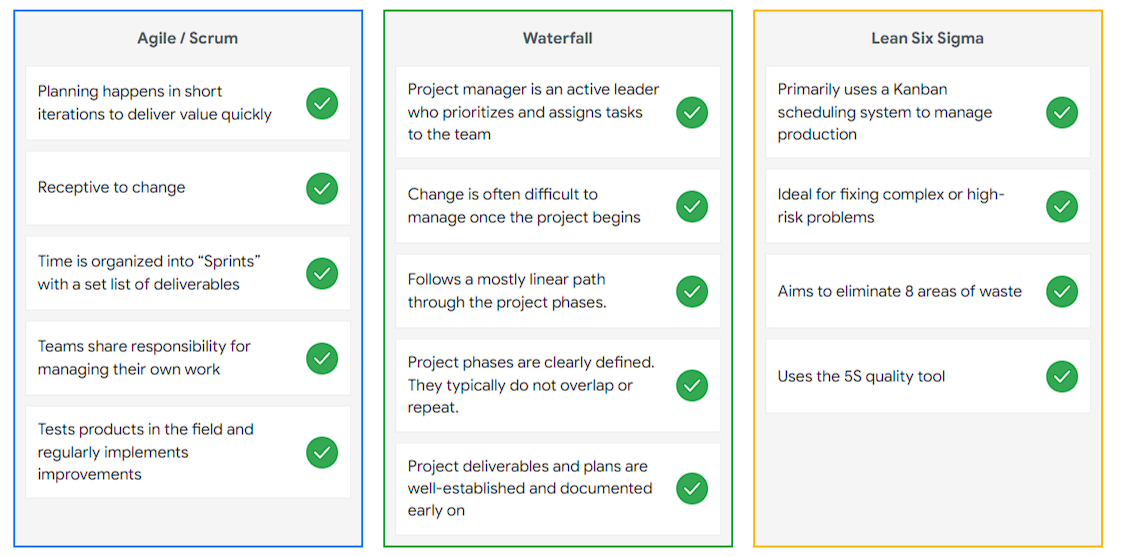 Agile / Scrum
Planning happens in short
iterations to deliver value quickly
Receptive to change
Time is organized into “Sprints”
with a set list of deliverables
Teams share responsibility for
managing their own work
Tests products in the field and
regularly implements
improvements
Waterfall
Project manager is an active leader
who prioritizes and assigns tasks
to the team
Change is often difficult to
manage once the project begins
Follows a mostly linear path
through the project phases.
Project phases are clearly defined.
They typically do not overlap or
repeat.
Project deliverables and plans are
well-established and documented
early on
Lean Six Sigma
Primarily uses a Kanban
scheduling system to manage
production
Ideal for fixing complex or high-
risk problems
Aims to eliminate 8 areas of waste
Uses the 5S quality tool